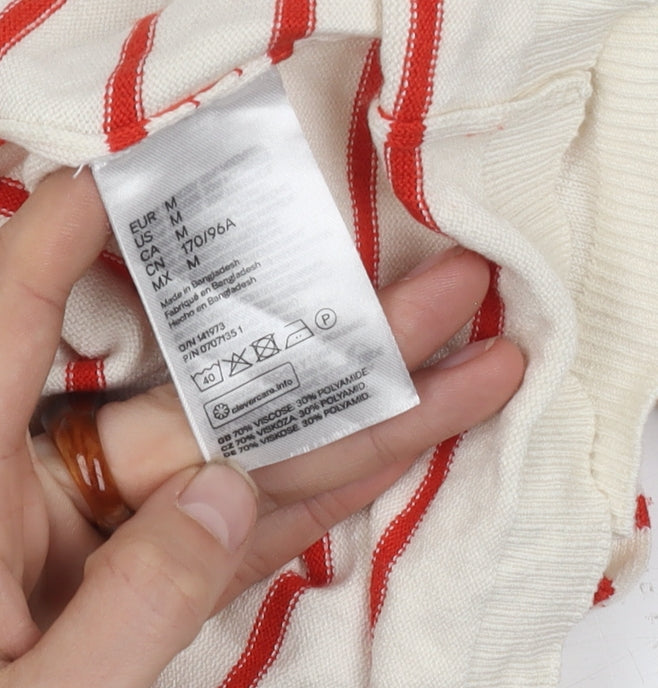 EUR M
US M
CA M
CN 170/96A
MX M
Made in Bangladesh
Fabriqué en Bangladesh
Hecho en Bangladesh
O/N 141973
P/N 0707135 1
40 P
clevercare.info
GB 70% VISCOSE. 30% POLYAMIDE
CZ 70% VISKÓZA. 30% POLYAMID.
DE 70% VISKOSE. 30% POLYAMID.